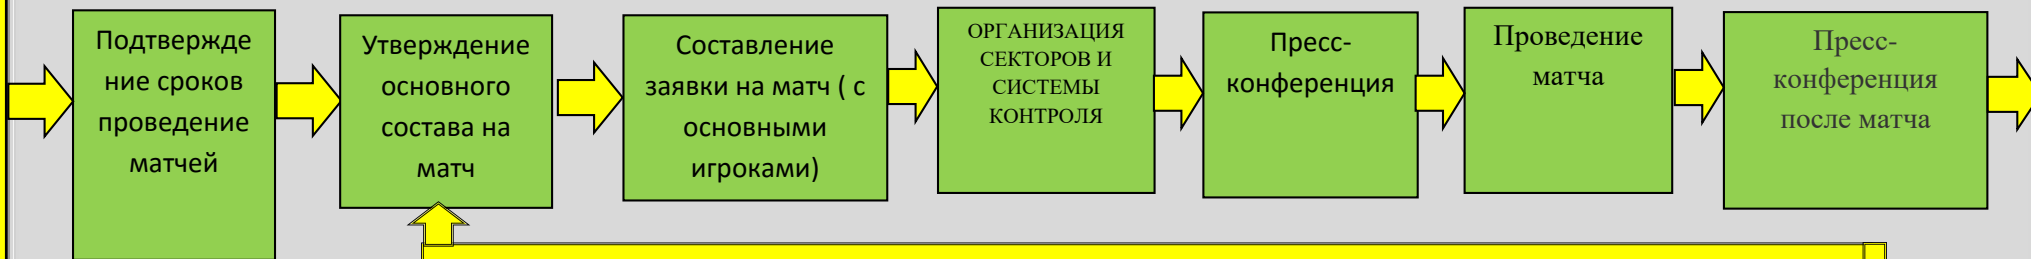 Подтвержде
ние сроков
проведение
матчей
Утверждение
основного
состава на
матч
Составление
заявки на матч ( с
основными
игроками)
ОРГАНИЗАЦИЯ
СЕКТОРОВ И
СИСТЕМЫ
КОНТРОЛЯ
Пресс-
конференция
Проведение
матча
Пресс-
конференция
после матча